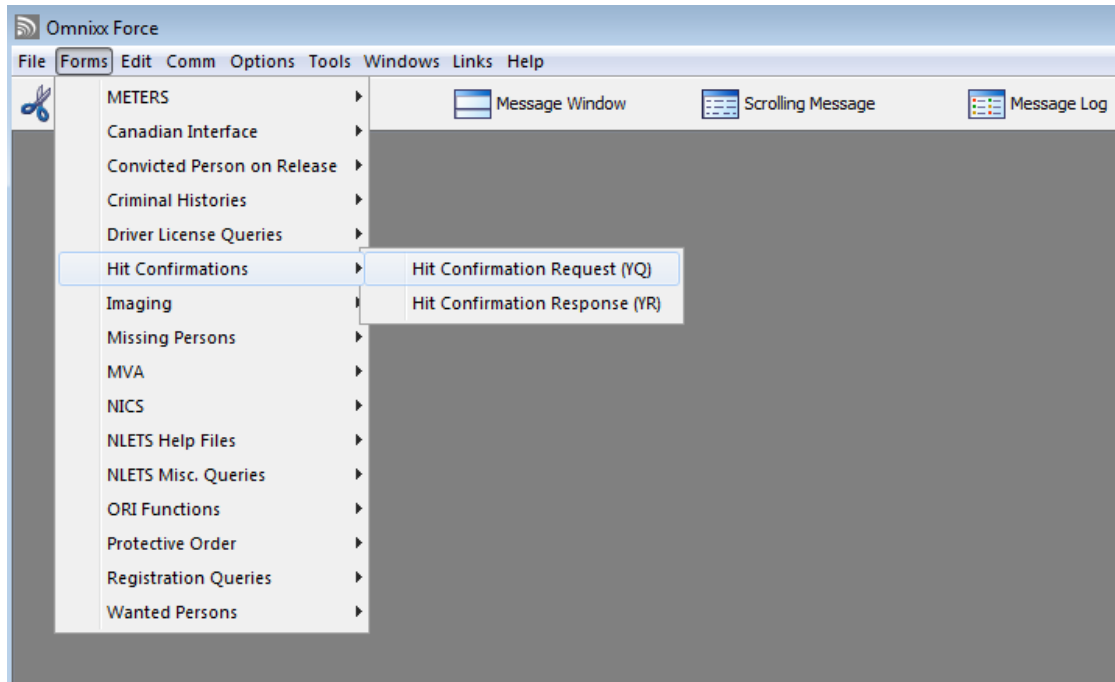 Omnixx Force
File Forms Edit Comm Options Tools Windows Links Help
Message Window Scrolling Message Message Log
METERS
Canadian Interface
Convicted Person on Release
Criminal Histories
Driver License Queries
Hit Confirmations
Hit Confirmation Request (YQ)
Hit Confirmation Response (YR)
Imaging
Missing Persons
MVA
NICS
NLETS Help Files
NLETS Misc. Queries
ORI Functions
Protective Order
Registration Queries
Wanted Persons